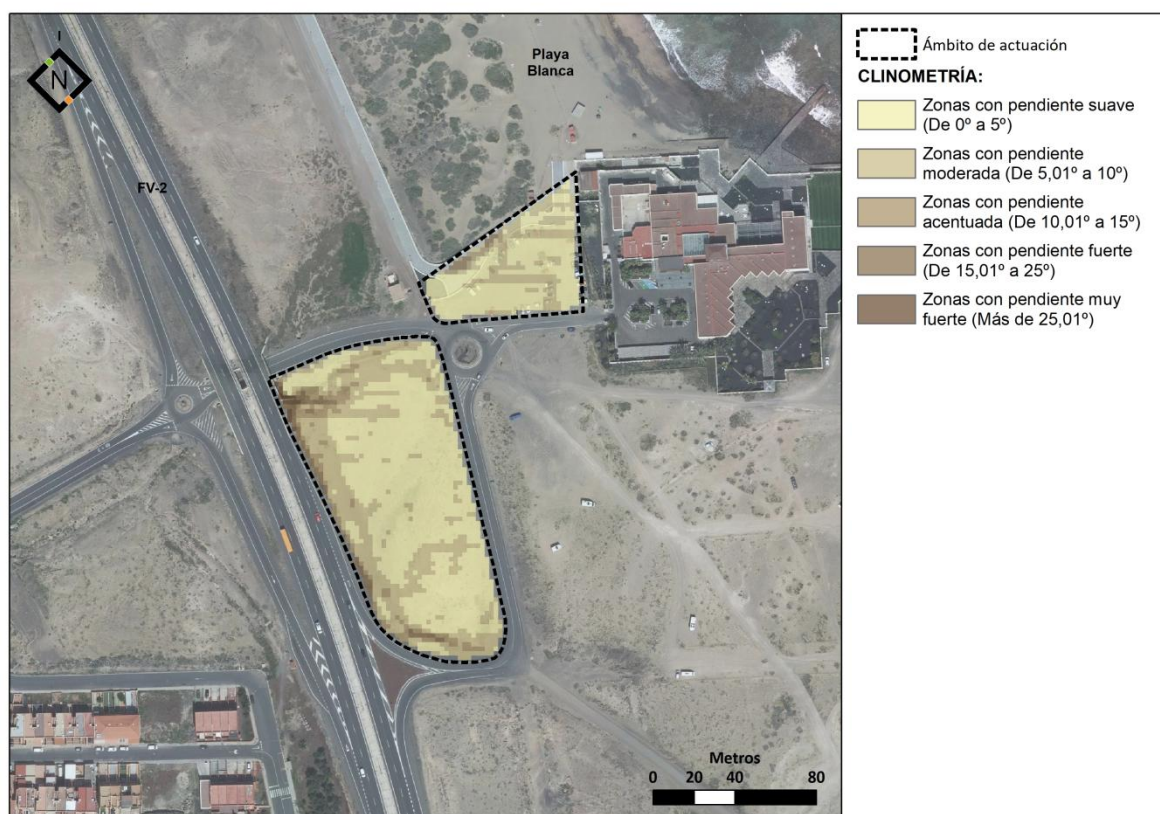 N
FV-2
Playa
Blanca
Metros
0 20 40 80
Ámbito de actuación
CLINOMETRÍA:
Zonas con pendiente suave
(De 0º a 5º)
Zonas con pendiente
moderada (De 5,01º a 10º)
Zonas con pendiente
acentuada (De 10,01º a 15º)
Zonas con pendiente fuerte
(De 15,01º a 25º)
Zonas con pendiente muy
fuerte (Más de 25,01º)